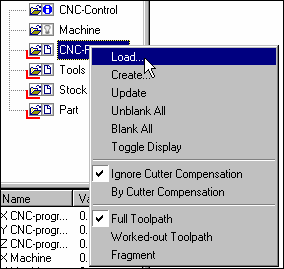 CNC-Control
Machine
CNC-P
Tools
Stock
Part
Load...
Create...
Update
Unblank All
Blank All
Toggle Display
Ignore Cutter Compensation
By Cutter Compensation
Full Toolpath
Worked-out Toolpath
Fragment
Name Va
X CNC-progr... 0.
Y CNC-progr... 0.
Z CNC-progr... 0.
X Machine 0.
Y Machine 0.